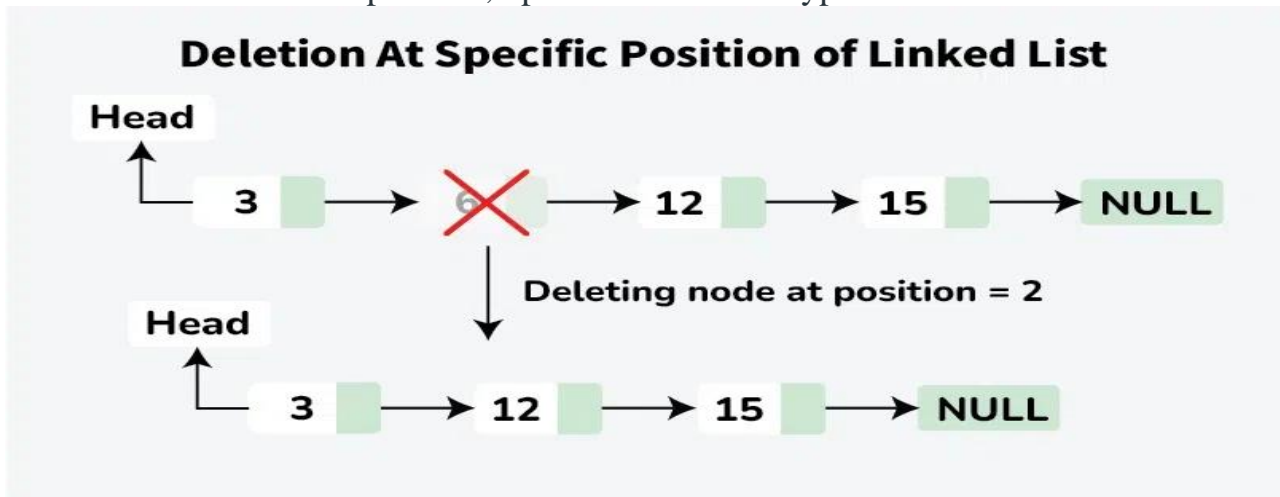 Deletion At Specific Position of Linked List
Head
3 6 12 15 NULL
Deleting node at position = 2
Head
3 12 15 NULL